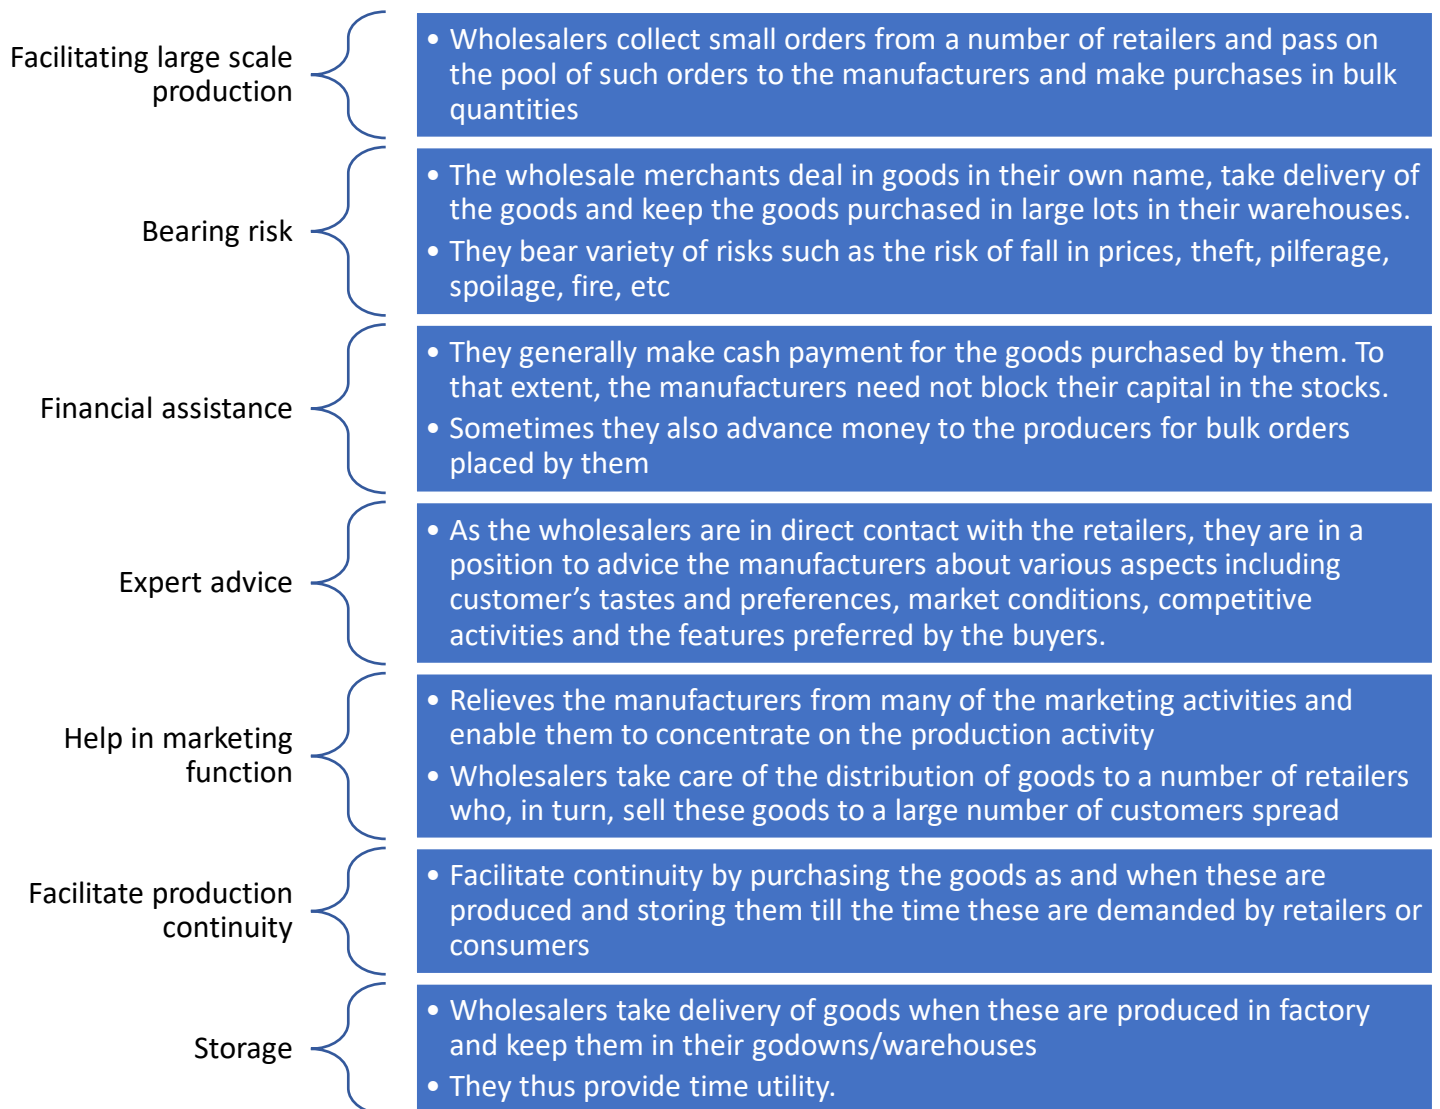 Facilitating large scale
production
• Wholesalers collect small orders from a number of retailers and pass on
the pool of such orders to the manufacturers and make purchases in bulk
quantities
Bearing risk
• The wholesale merchants deal in goods in their own name, take delivery of
the goods and keep the goods purchased in large lots in their warehouses.
• They bear variety of risks such as the risk of fall in prices, theft, pilferage,
spoilage, fire, etc
Financial assistance
• They generally make cash payment for the goods purchased by them. To
that extent, the manufacturers need not block their capital in the stocks.
• Sometimes they also advance money to the producers for bulk orders
placed by them
Expert advice
• As the wholesalers are in direct contact with the retailers, they are in a
position to advice the manufacturers about various aspects including
customer’s tastes and preferences, market conditions, competitive
activities and the features preferred by the buyers.
Help in marketing
function
• Relieves the manufacturers from many of the marketing activities and
enable them to concentrate on the production activity
• Wholesalers take care of the distribution of goods to a number of retailers
who, in turn, sell these goods to a large number of customers spread
Facilitate production
continuity
• Facilitate continuity by purchasing the goods as and when these are
produced and storing them till the time these are demanded by retailers or
consumers
Storage
• Wholesalers take delivery of goods when these are produced in factory
and keep them in their godowns/warehouses
• They thus provide time utility.